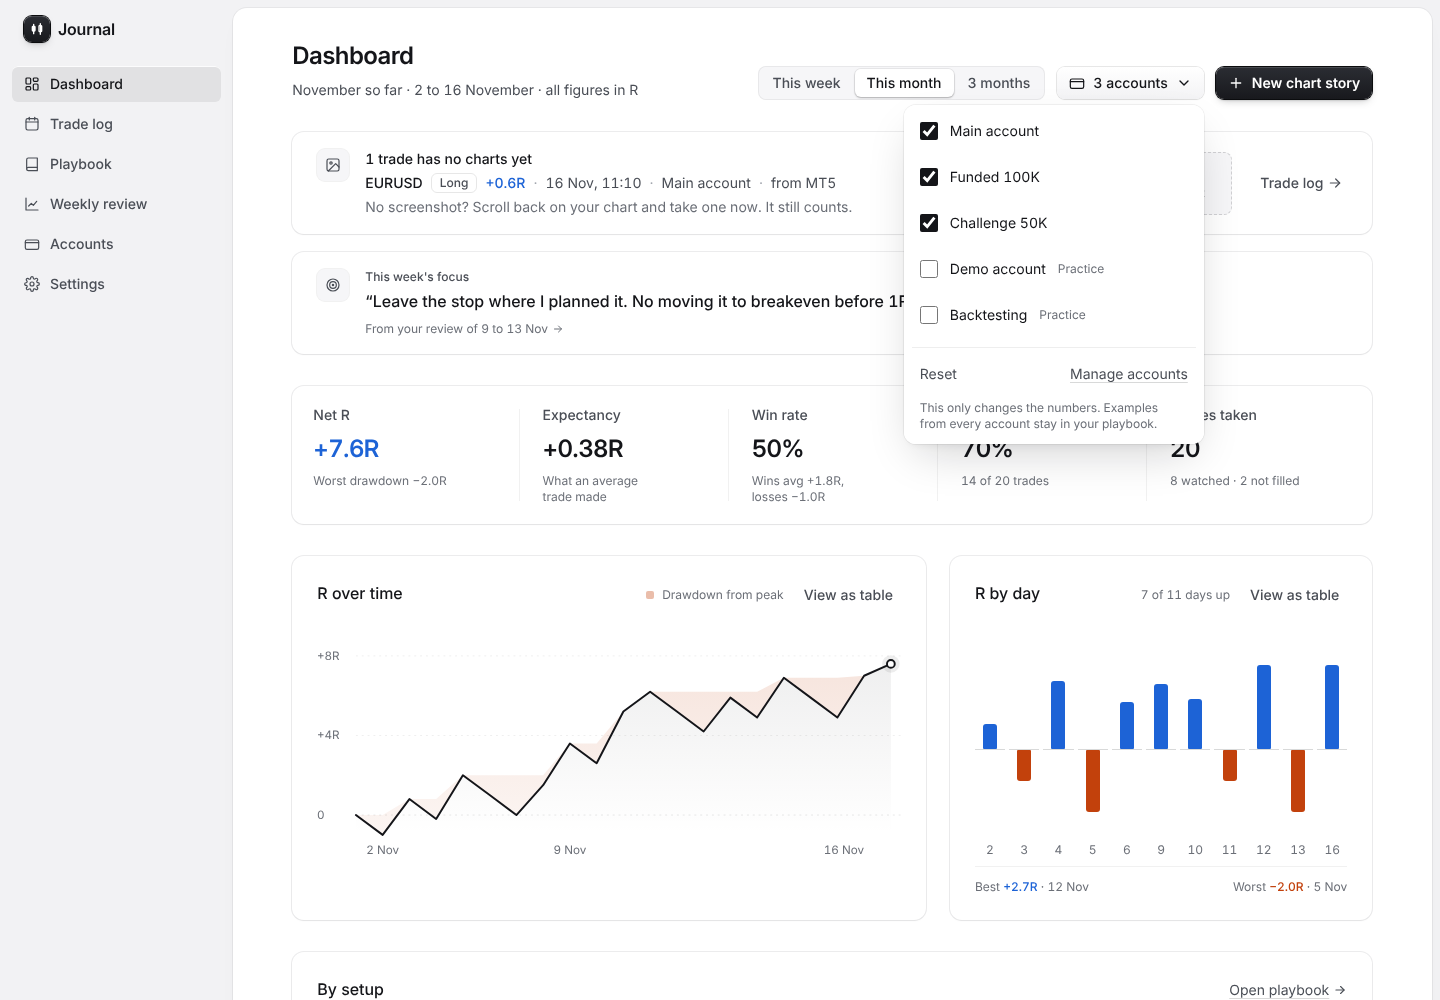 Journal
Dashboard
Trade log
Playbook
Weekly review
Accounts
Settings
Dashboard
November so far · 2 to 16 November · all figures in R
This week
This month
3 months
3 accounts
New chart story
Main account
Funded 100K
Challenge 50K
Demo account Practice
Backtesting Practice
Reset
Manage accounts
This only changes the numbers. Examples
from every account stay in your playbook.
1 trade has no charts yet
EURUSD Long +0.6R · 16 Nov, 11:10 · Main account · from MT5
No screenshot? Scroll back on your chart and take one now. It still counts.
Trade log →
This week's focus
“Leave the stop where I planned it. No moving it to breakeven before
From your review of 9 to 13 Nov →
Net R
+7.6R
Worst drawdown −2.0R
Expectancy
+0.38R
What an average
trade made
Win rate
50%
Wins avg +1.8R,
losses −1.0R
70%
14 of 20 trades
taken
20
8 watched · 2 not filled
R over time
Drawdown from peak
View as table
+8R
+4R
0
2 Nov
9 Nov
16 Nov
R by day
7 of 11 days up
View as table
2 3 4 5 6 9 10 11 12 13 16
Best +2.7R · 12 Nov
Worst −2.0R · 5 Nov
By setup
Open playbook →